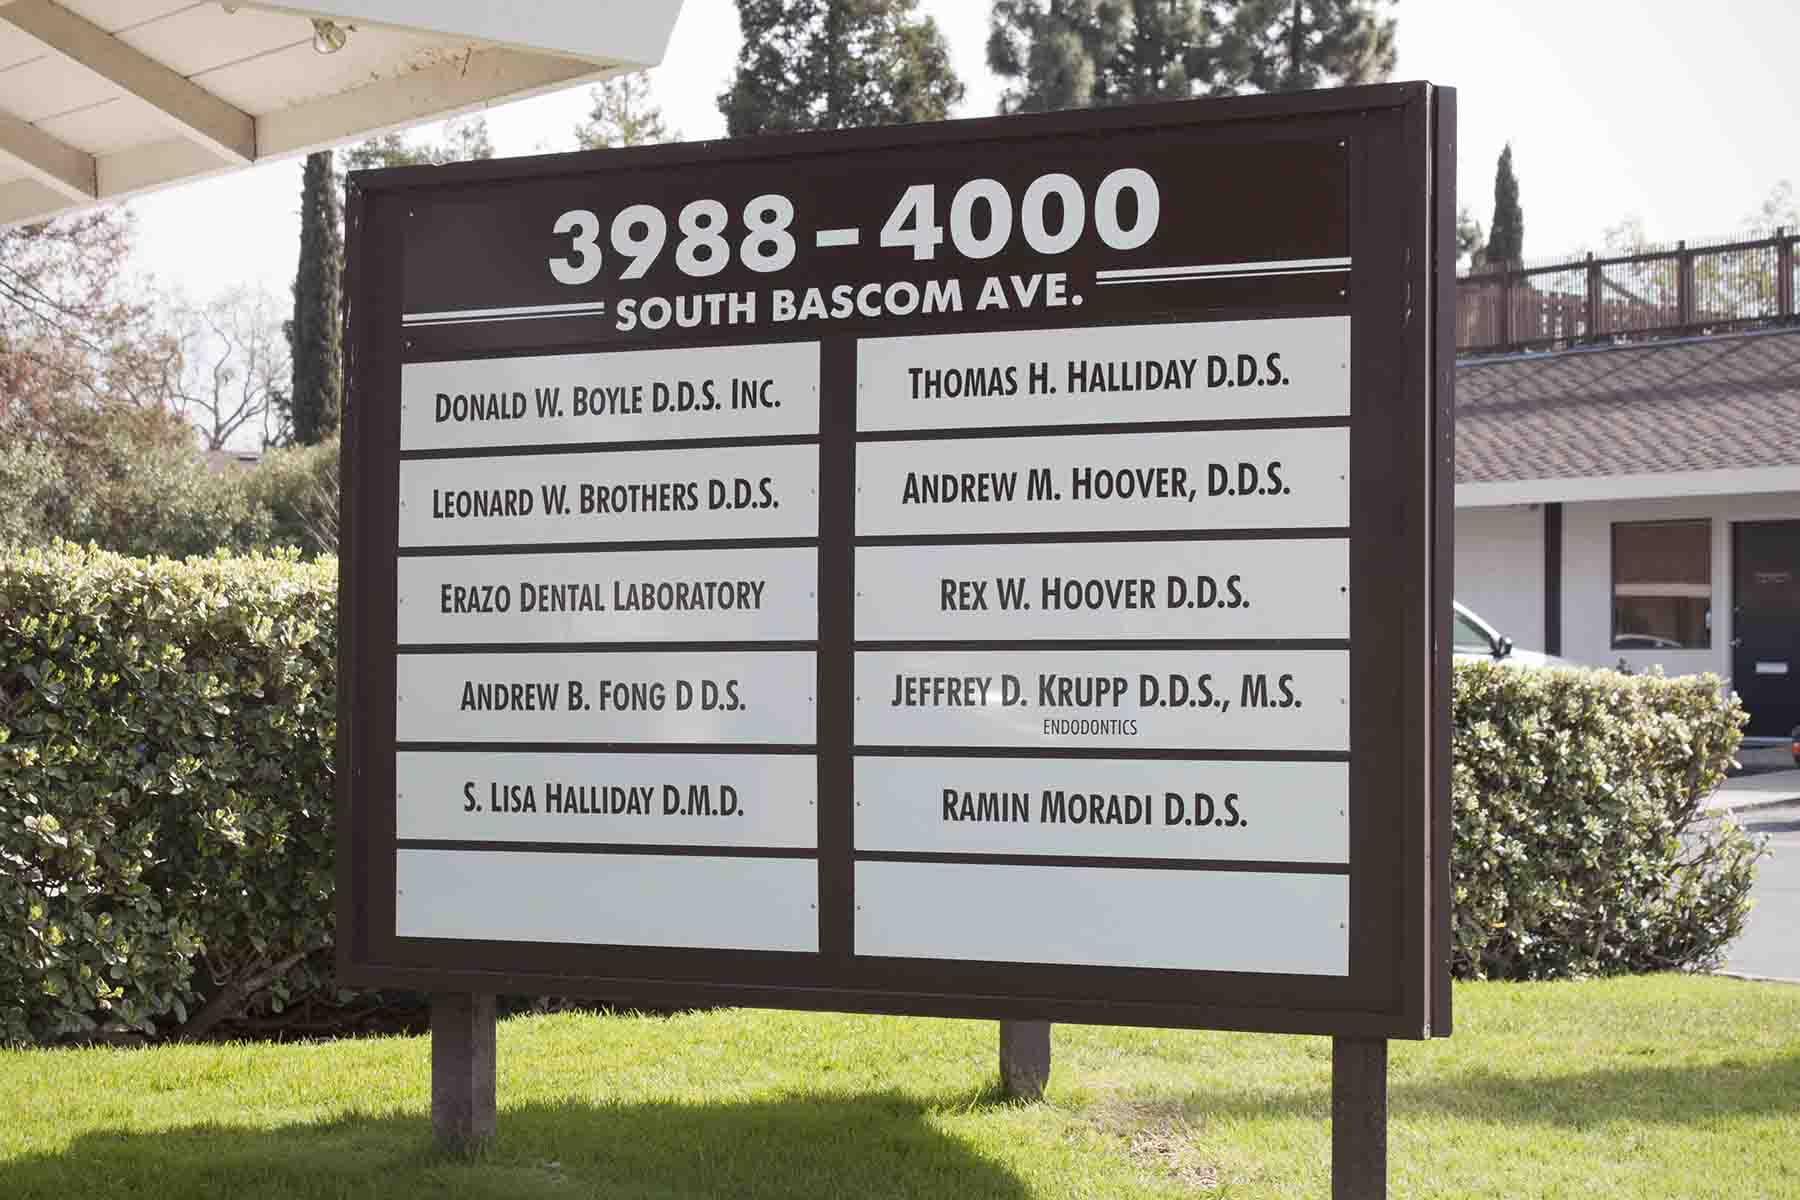 3988 - 4000
SOUTH BASCOM AVE.
DONALD W. BOYLE D.D.S. INC.
LEONARD W. BROTHERS D.D.S.
ERAZO DENTAL LABORATORY
ANDREW B. FONG D D.S.
S. LISA HALLIDAY D.M.D.
THOMAS H. HALLIDAY D.D.S.
ANDREW M. HOOVER, D.D.S.
REX W. HOOVER D.D.S.
JEFFREY D. KRUPP D.D.S., M.S.
ENDODONTICS
RAMIN MORADI D.D.S.